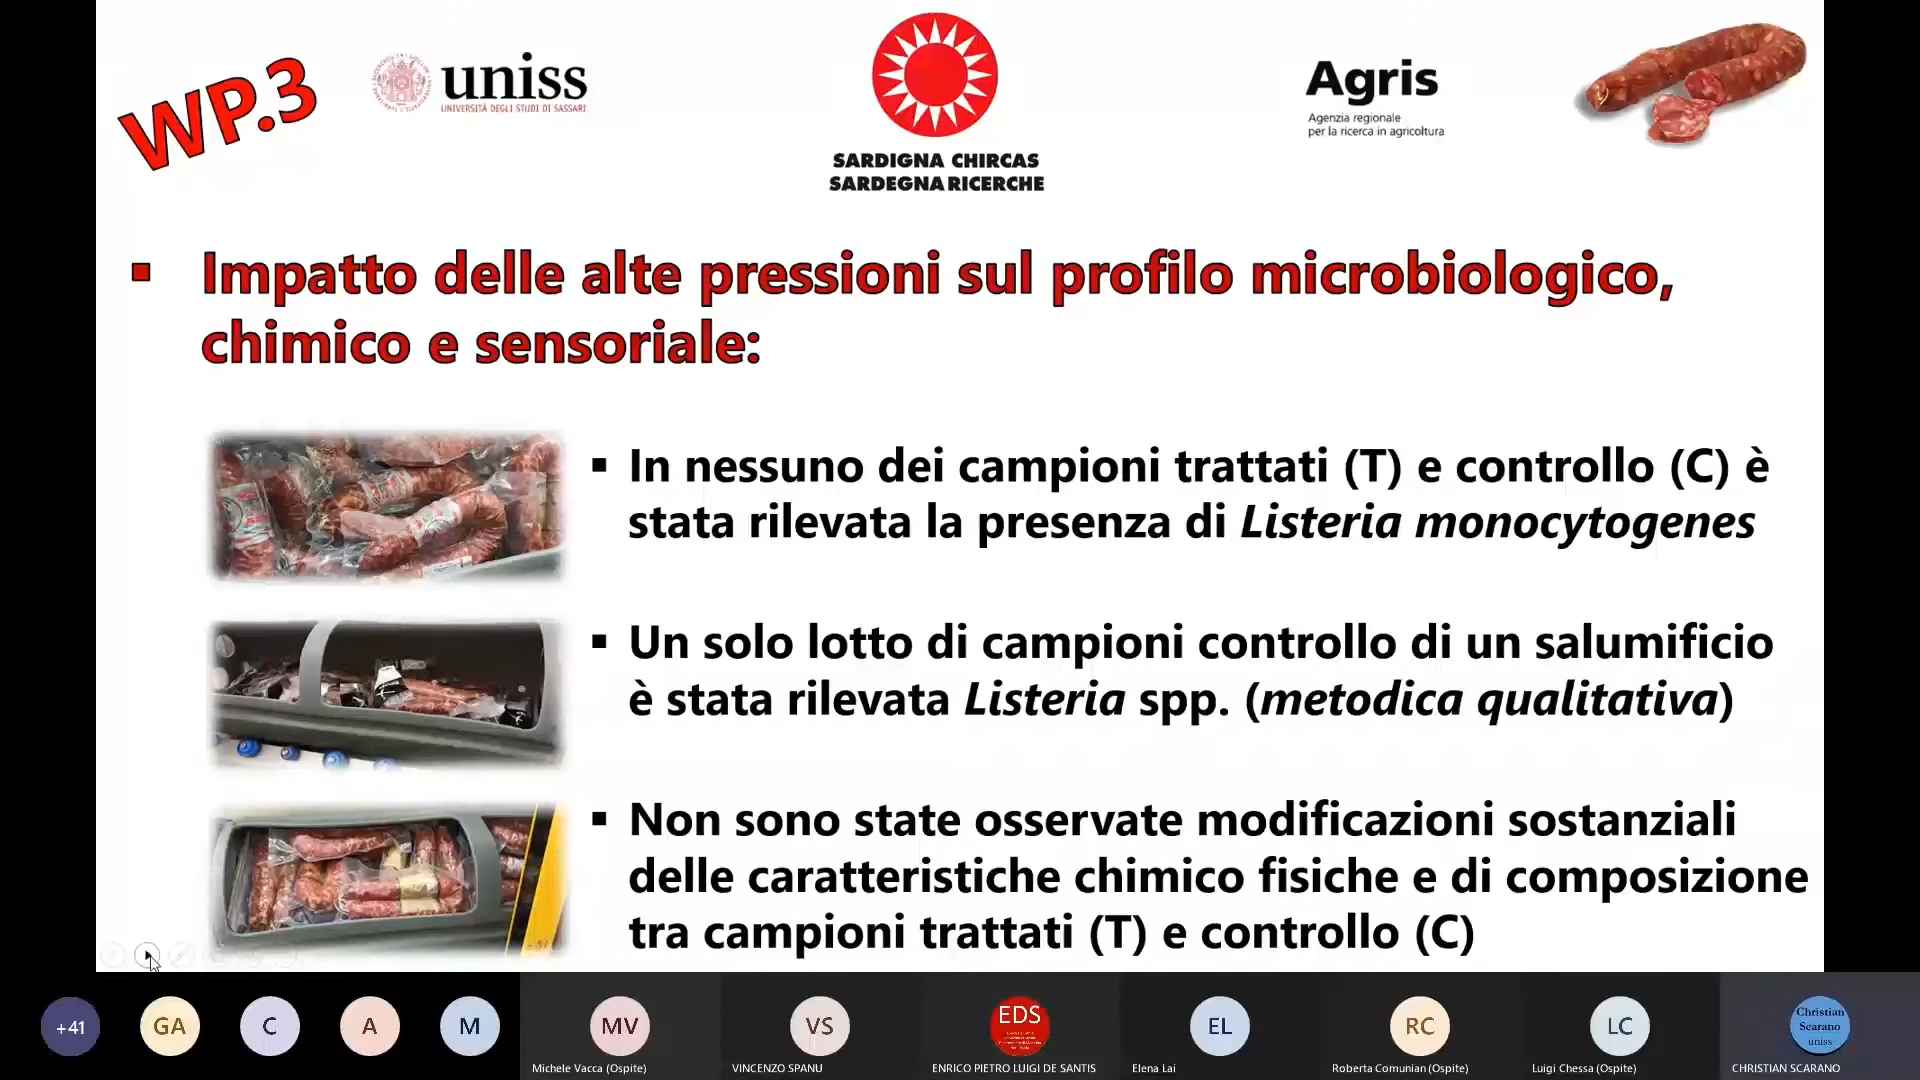 WP.3
uniss
UNIVERSITÀ DEGLI STUDI DI SASSARI
SARDIGNA CHIRCAS
SARDEGNA RICERCHE
Agris
Agenzia regionale
per la ricerca in agricoltura
▪ Impatto delle alte pressioni sul profilo microbiologico,
chimico e sensoriale:
▪ In nessuno dei campioni trattati (T) e controllo (C) è
stata rilevata la presenza di Listeria monocytogenes
▪ Un solo lotto di campioni controllo di un salumificio
è stata rilevata Listeria spp. (metodica qualitativa)
▪ Non sono state osservate modificazioni sostanziali
delle caratteristiche chimico fisiche e di composizione
tra campioni trattati (T) e controllo (C)
+41
GA
C
A
M
MV
Michele Vacca (Ospite)
VS
VINCENZO SPANU
EDS
ENRICO PIETRO LUIGI DE SANTIS
EL
Elena Lai
RC
Roberta Comunian (Ospite)
LC
Luigi Chessa (Ospite)
Christian
Scarano
uniss
CHRISTIAN SCARANO